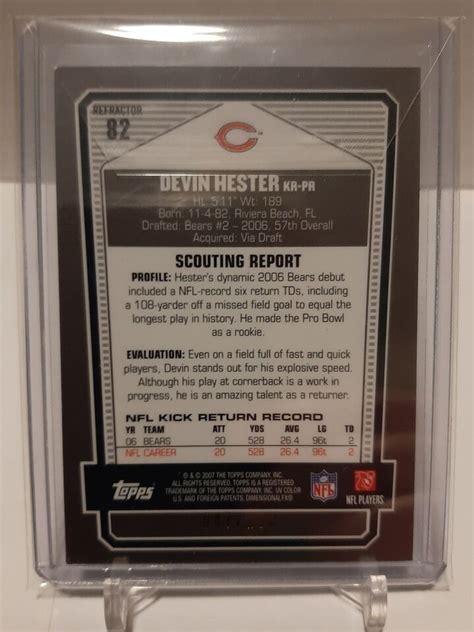 REFRACTOR
82
C
DEVIN HESTER KR-PR
Ht: 5'11" Wt: 189
Born: 11-4-82, Riviera Beach, FL
Drafted: Bears #2 - 2006, 57th Overall
Acquired: Via Draft
SCOUTING REPORT
PROFILE: Hester's dynamic 2006 Bears debut
included a NFL-record six return TDs, including
a 108-yarder off a missed field goal to equal the
longest play in history. He made the Pro Bowl
as a rookie.
EVALUATION: Even on a field full of fast and quick
players, Devin stands out for his explosive speed.
Although his play at cornerback is a work in
progress, he is an amazing talent as a returner.
NFL KICK RETURN RECORD
YR TEAM ATT YDS AVG LG TD
06 BEARS 20 528 26.4 96t 2
NFL CAREER 20 528 26.4 96t 2
® & © 2007 THE TOPPS COMPANY, INC.
ALL RIGHTS RESERVED. TOPPS IS A REGISTERED
TRADEMARK OF THE TOPPS COMPANY, INC. UV COLOR
U.S. AND FOREIGN PATENTS, DIMENSIONALFX®
Topps
NFL
NFL PLAYERS